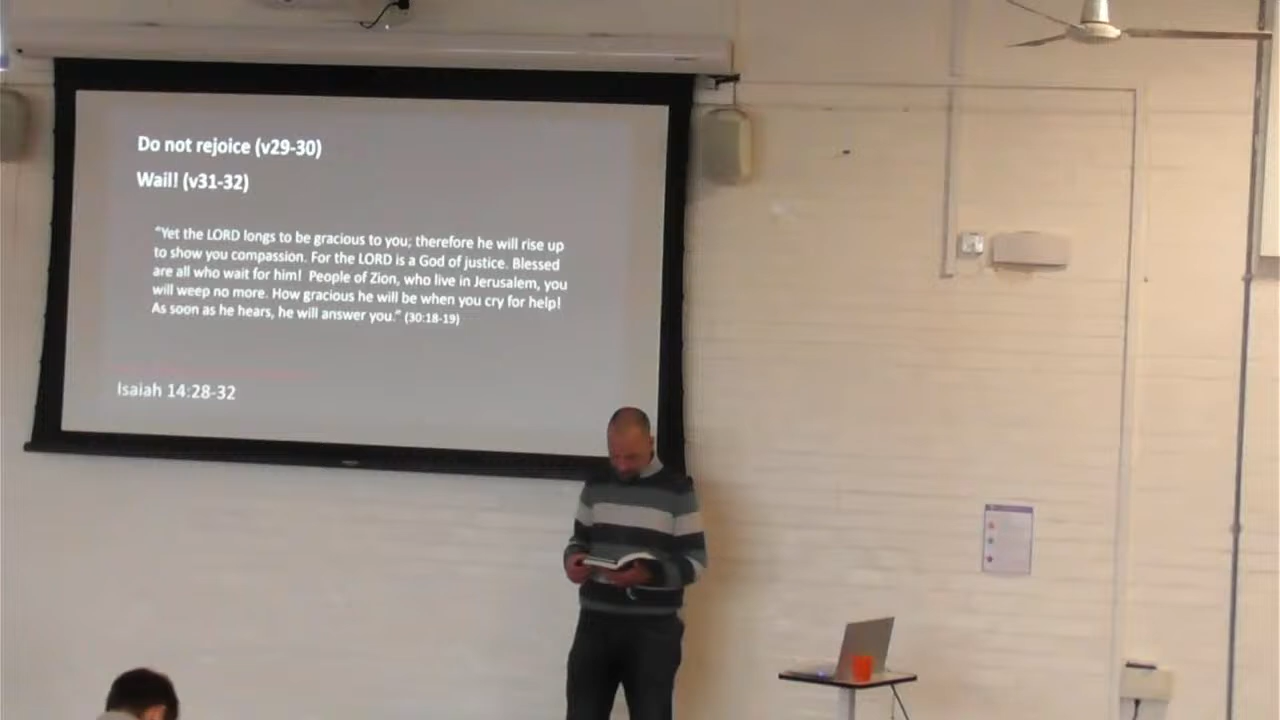 Do not rejoice (v29-30)
Wail! (v31-32)
“Yet the LORD longs to be gracious to you; therefore he will rise up
to show you compassion. For the LORD is a God of justice. Blessed
are all who wait for him!  People of Zion, who live in Jerusalem, you
will weep no more. How gracious he will be when you cry for help!
As soon as he hears, he will answer you.” (30:18-19)
Isaiah 14:28-32